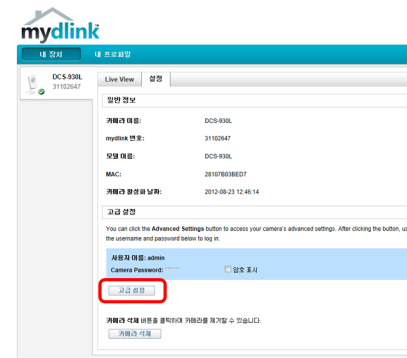 mydlink
내 장치 내 프로파일
DCS-930L
31102647
Live View 설정
일반 정보
카메라 이름: DCS-930L
mydlink 번호: 31102647
모델 이름: DCS-930L
MAC: 28107B03BED7
카메라 활성화 날짜: 2012-08-23 12:46:14
고급 설정
You can click the Advanced Settings button to access your camera's advanced settings. After clicking the button, us
the username and password below to log in.
사용자 이름: admin
Camera Password: ****** 암호 표시
고급 설정
카메라 삭제 버튼을 클릭하여 카메라를 제거할 수 있습니다.
카메라 삭제